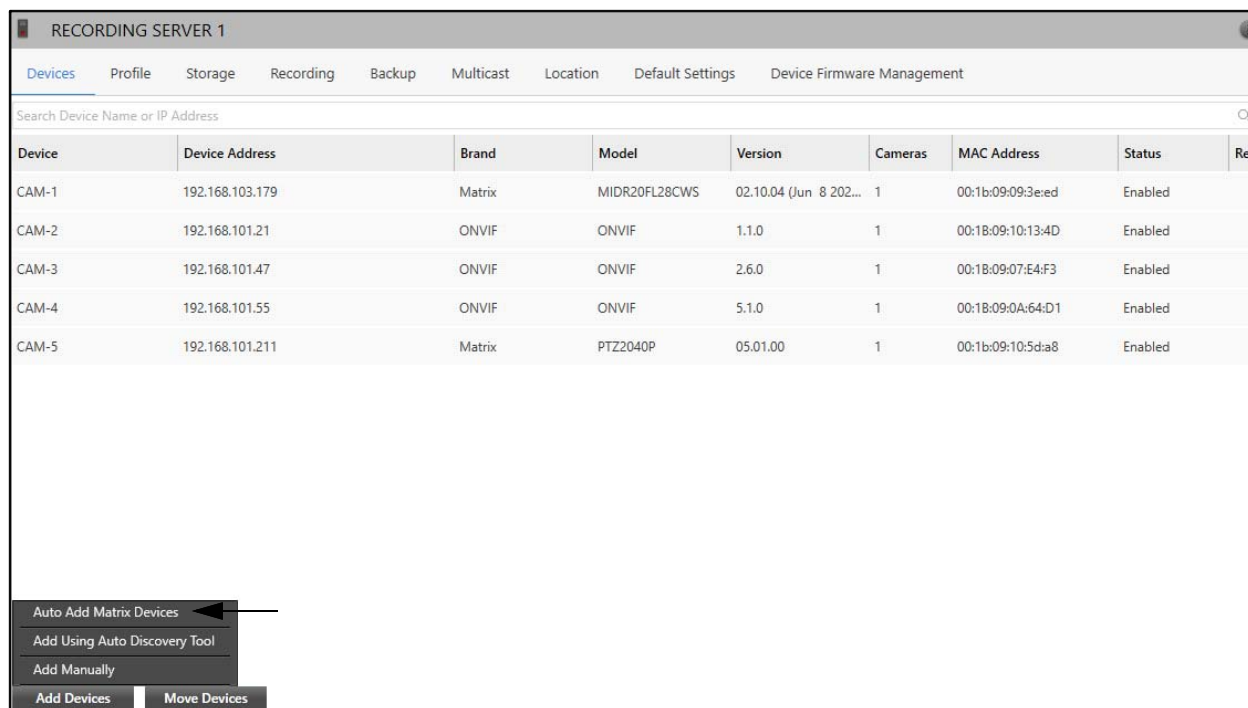 RECORDING SERVER 1
Devices Profile Storage Recording Backup Multicast Location Default Settings Device Firmware Management
Search Device Name or IP Address
Device Device Address Brand Model Version Cameras MAC Address Status Re
CAM-1 192.168.103.179 Matrix MIDR20FL28CWS 02.10.04 (Jun 8 202... 1 00:1b:09:09:3e:ed Enabled
CAM-2 192.168.101.21 ONVIF ONVIF 1.1.0 1 00:1B:09:10:13:4D Enabled
CAM-3 192.168.101.47 ONVIF ONVIF 2.6.0 1 00:1B:09:07:E4:F3 Enabled
CAM-4 192.168.101.55 ONVIF ONVIF 5.1.0 1 00:1B:09:0A:64:D1 Enabled
CAM-5 192.168.101.211 Matrix PTZ2040P 05.01.00 1 00:1b:09:10:5d:a8 Enabled
Auto Add Matrix Devices
Add Using Auto Discovery Tool
Add Manually
Add Devices Move Devices